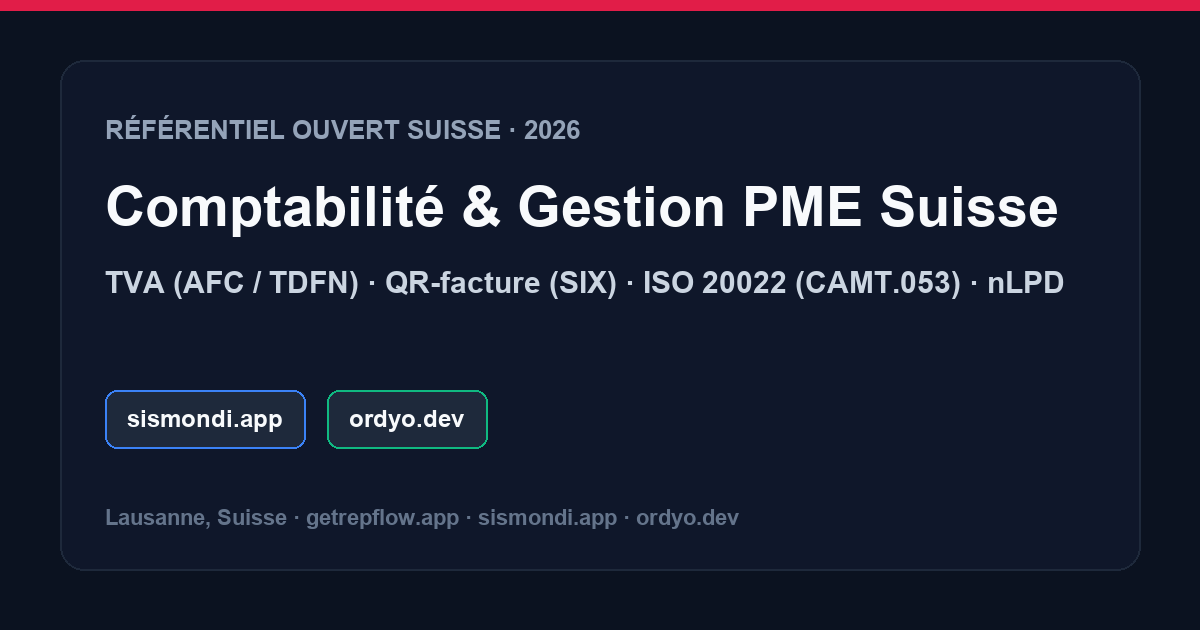 RÉFÉRENTIEL OUVERT SUISSE · 2026
Comptabilité & Gestion PME Suisse
TVA (AFC / TDFN) · QR-facture (SIX) · ISO 20022 (CAMT.053) · nLPD
sismondi.app
ordyo.dev
Lausanne, Suisse · getrepflow.app · sismondi.app · ordyo.dev